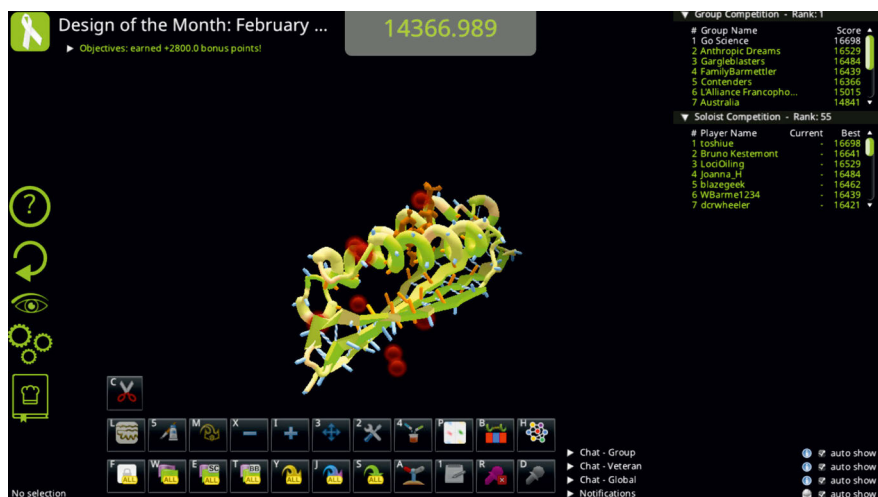 Design of the Month: February ...
Objectives: earned +2800.0 bonus points!
14366.989
Group Competition - Rank: 1
# Group Name Score
1 Go Science 16698
2 Anthropic Dreams 16529
3 Gargleblasters 16484
4 FamilyBarmettler 16439
5 Contenders 16366
6 L'Alliance Francopho... 15015
7 Australia 14841
Soloist Competition - Rank: 55
# Player Name Current Best
1 toshiue - 16698
2 Bruno Kestemont - 16641
3 LociOiling - 16529
4 Joanna_H - 16484
5 blazegeek - 16462
6 WBarme1234 - 16439
7 dcrwheeler - 16421
?
C
L 5 M X I 3 2 4 P B H
F W E T Y J S A 1 R D
ALL ALL SC ALL BB ALL ALL ALL ALL
Chat - Group auto show
Chat - Veteran auto show
Chat - Global auto show
Notifications auto show
No selection